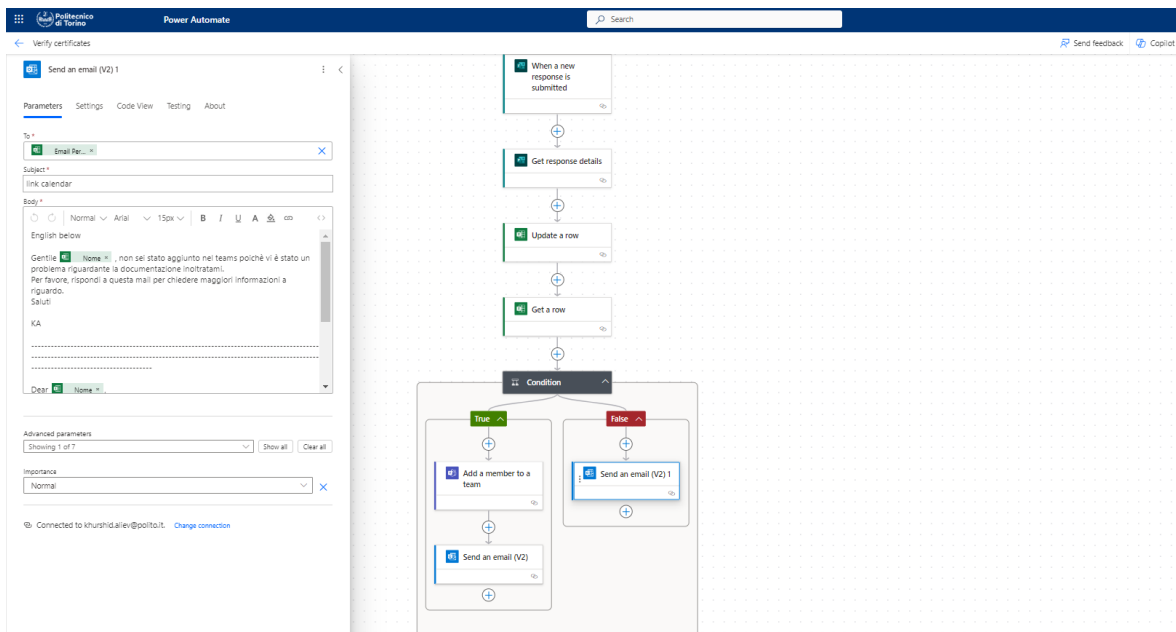 Politecnico
di Torino
Power Automate
Search
Verify certificates
Send feedback
Copilot
Send an email (V2) 1
Parameters Settings Code View Testing About
To *
Email Per... ×
Subject *
link calendar
Body *
Normal Arial 15px B I U A
English below
Gentile Nome × , non sei stato aggiunto nel teams poichè vi è stato un
problema riguardante la documentazione inoltratami.
Per favore, rispondi a questa mail per chiedere maggiori informazioni a
riguardo.
Saluti
KA
--------------------------------------------------------------------------------------
--------------------------------------------------------------------------------------
------------------------------------
Dear Nome × ,
Advanced parameters
Showing 1 of 7
Show all
Clear all
Importance
Normal
Connected to khurshid.aliev@polito.it. Change connection
When a new
response is
submitted
Get response details
Update a row
Get a row
Condition
True
False
Add a member to a
team
Send an email (V2) 1
Send an email (V2)